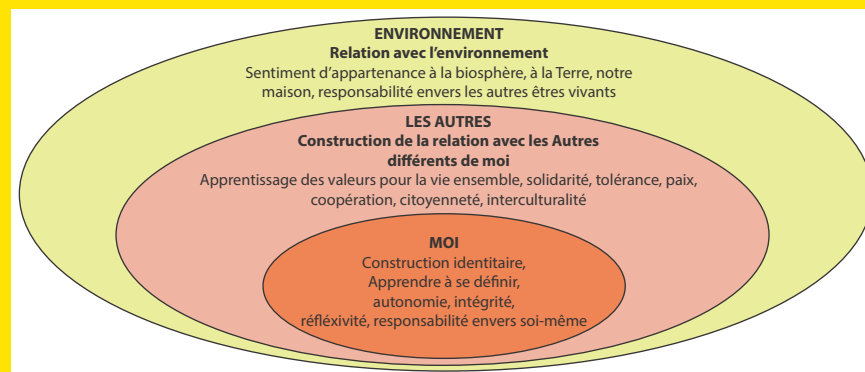 ENVIRONNEMENT
Relation avec l'environnement
Sentiment d'appartenance à la biosphère, à la Terre, notre
maison, responsabilité envers les autres êtres vivants
LES AUTRES
Construction de la relation avec les Autres
différents de moi
Apprentissage des valeurs pour la vie ensemble, solidarité, tolérance, paix,
coopération, citoyenneté, interculturalité
MOI
Construction identitaire,
Apprendre à se définir,
autonomie, intégrité,
réfléxivité, responsabilité envers soi-même